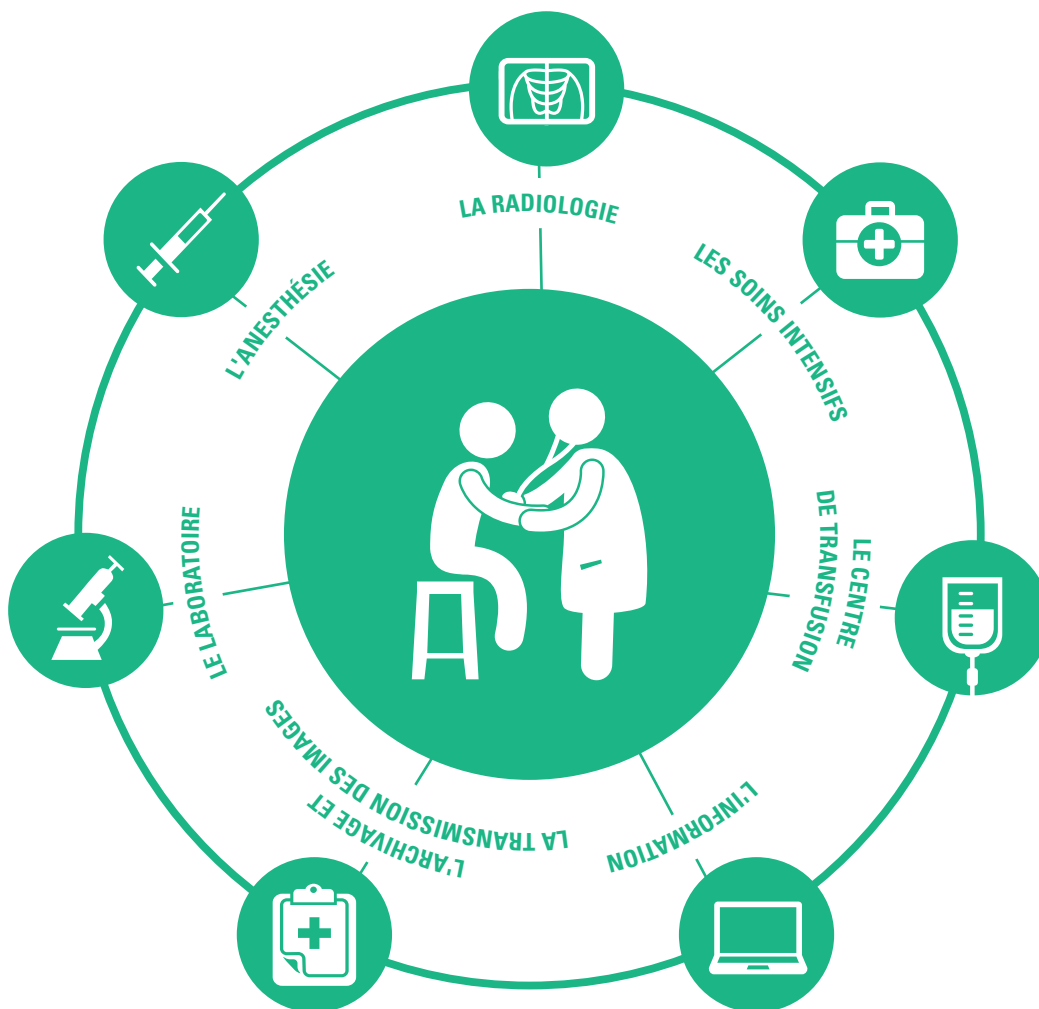 LA RADIOLOGIE
LES SOINS INTENSIFS
LE CENTRE
DE TRANSFUSION
L'INFORMATION
L'ARCHIVAGE ET
LA TRANSMISSION DES IMAGES
LE LABORATOIRE
L'ANESTHÉSIE